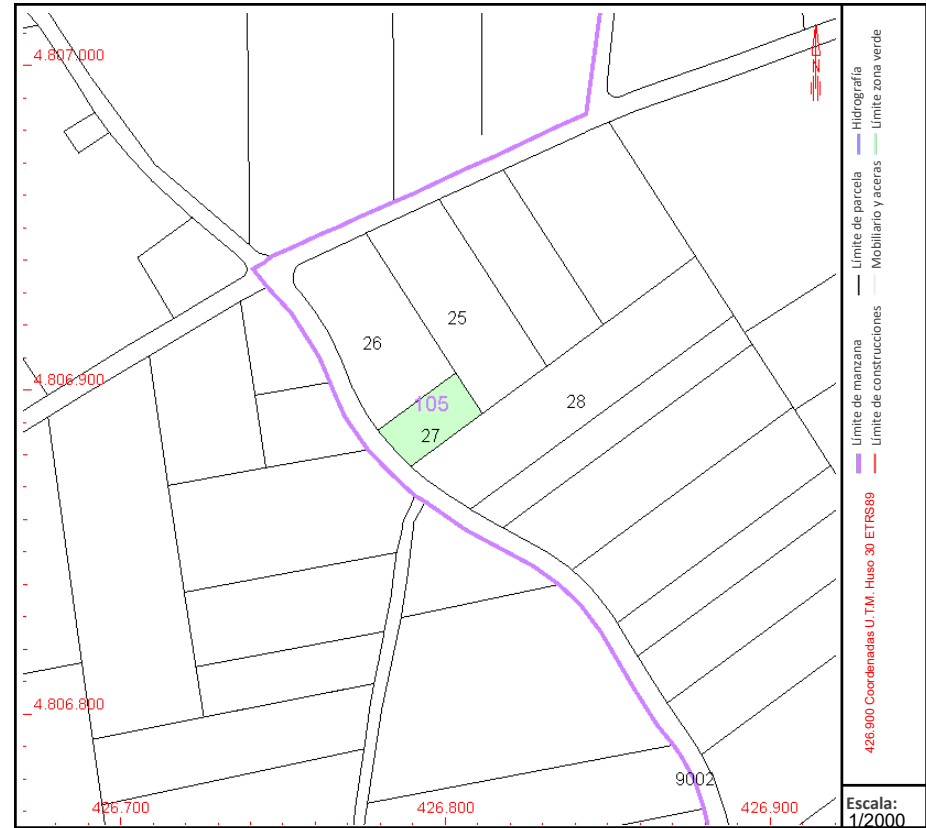 4.807.000
25
26
4.806.900
105
28
27
4.806.800
9002
426.700
426.800
426.900
N
Límite de manzana
Límite de parcela
Hidrografía
Límite de construcciones
Mobiliario y aceras
Límite zona verde
426.900 Coordenadas U.T.M. Huso 30 ETRS89
Escala:
1/2000